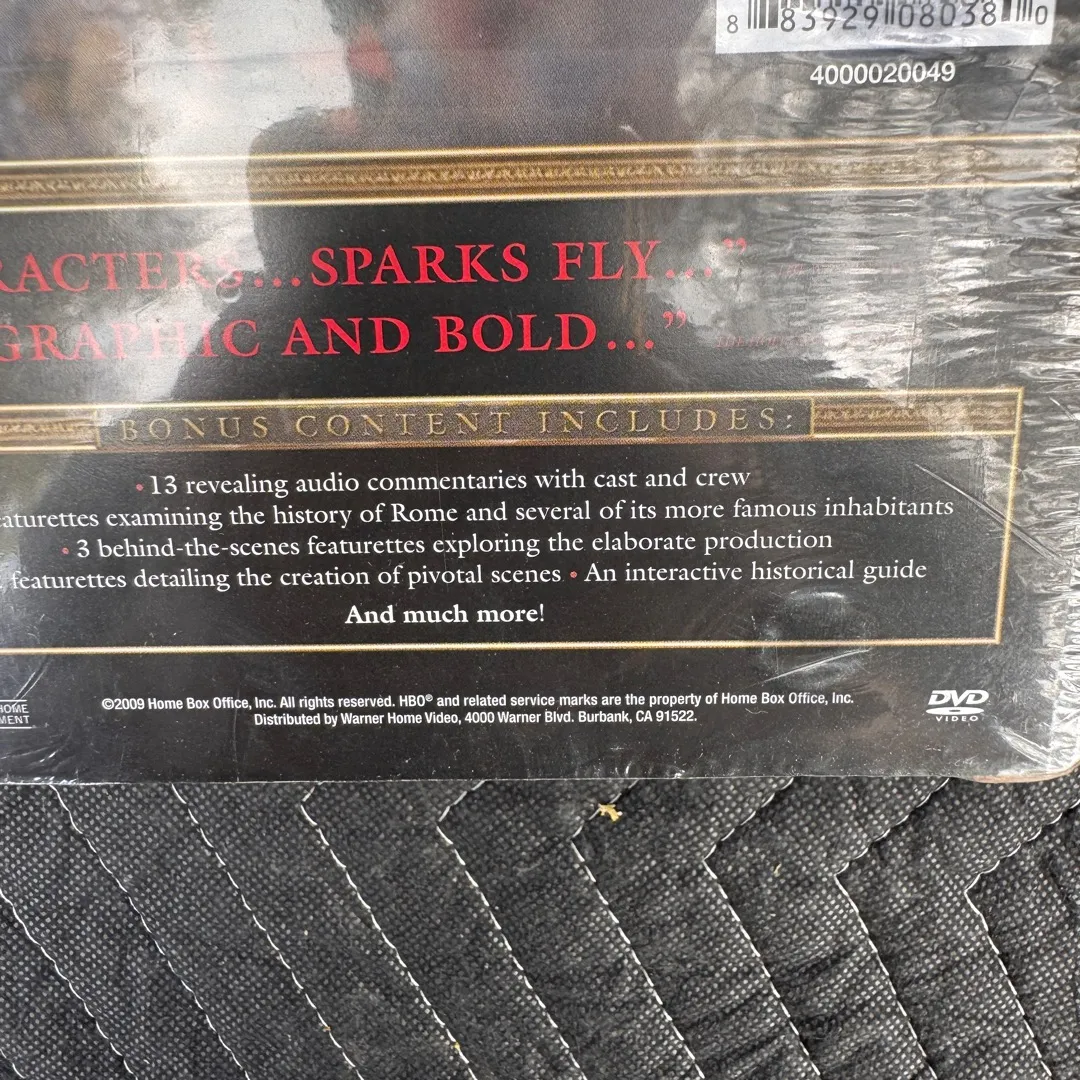 8 83929 08038 0
4000020049
RACTERS...SPARKS FLY..."
GRAPHIC AND BOLD..."
BONUS CONTENT INCLUDES:
• 13 revealing audio commentaries with cast and crew
eaturettes examining the history of Rome and several of its more famous inhabitants
• 3 behind-the-scenes featurettes exploring the elaborate production
featurettes detailing the creation of pivotal scenes • An interactive historical guide
And much more!
HOME
MENT
©2009 Home Box Office, Inc. All rights reserved. HBO® and related service marks are the property of Home Box Office, Inc.
Distributed by Warner Home Video, 4000 Warner Blvd. Burbank, CA 91522.
DVD
VIDEO